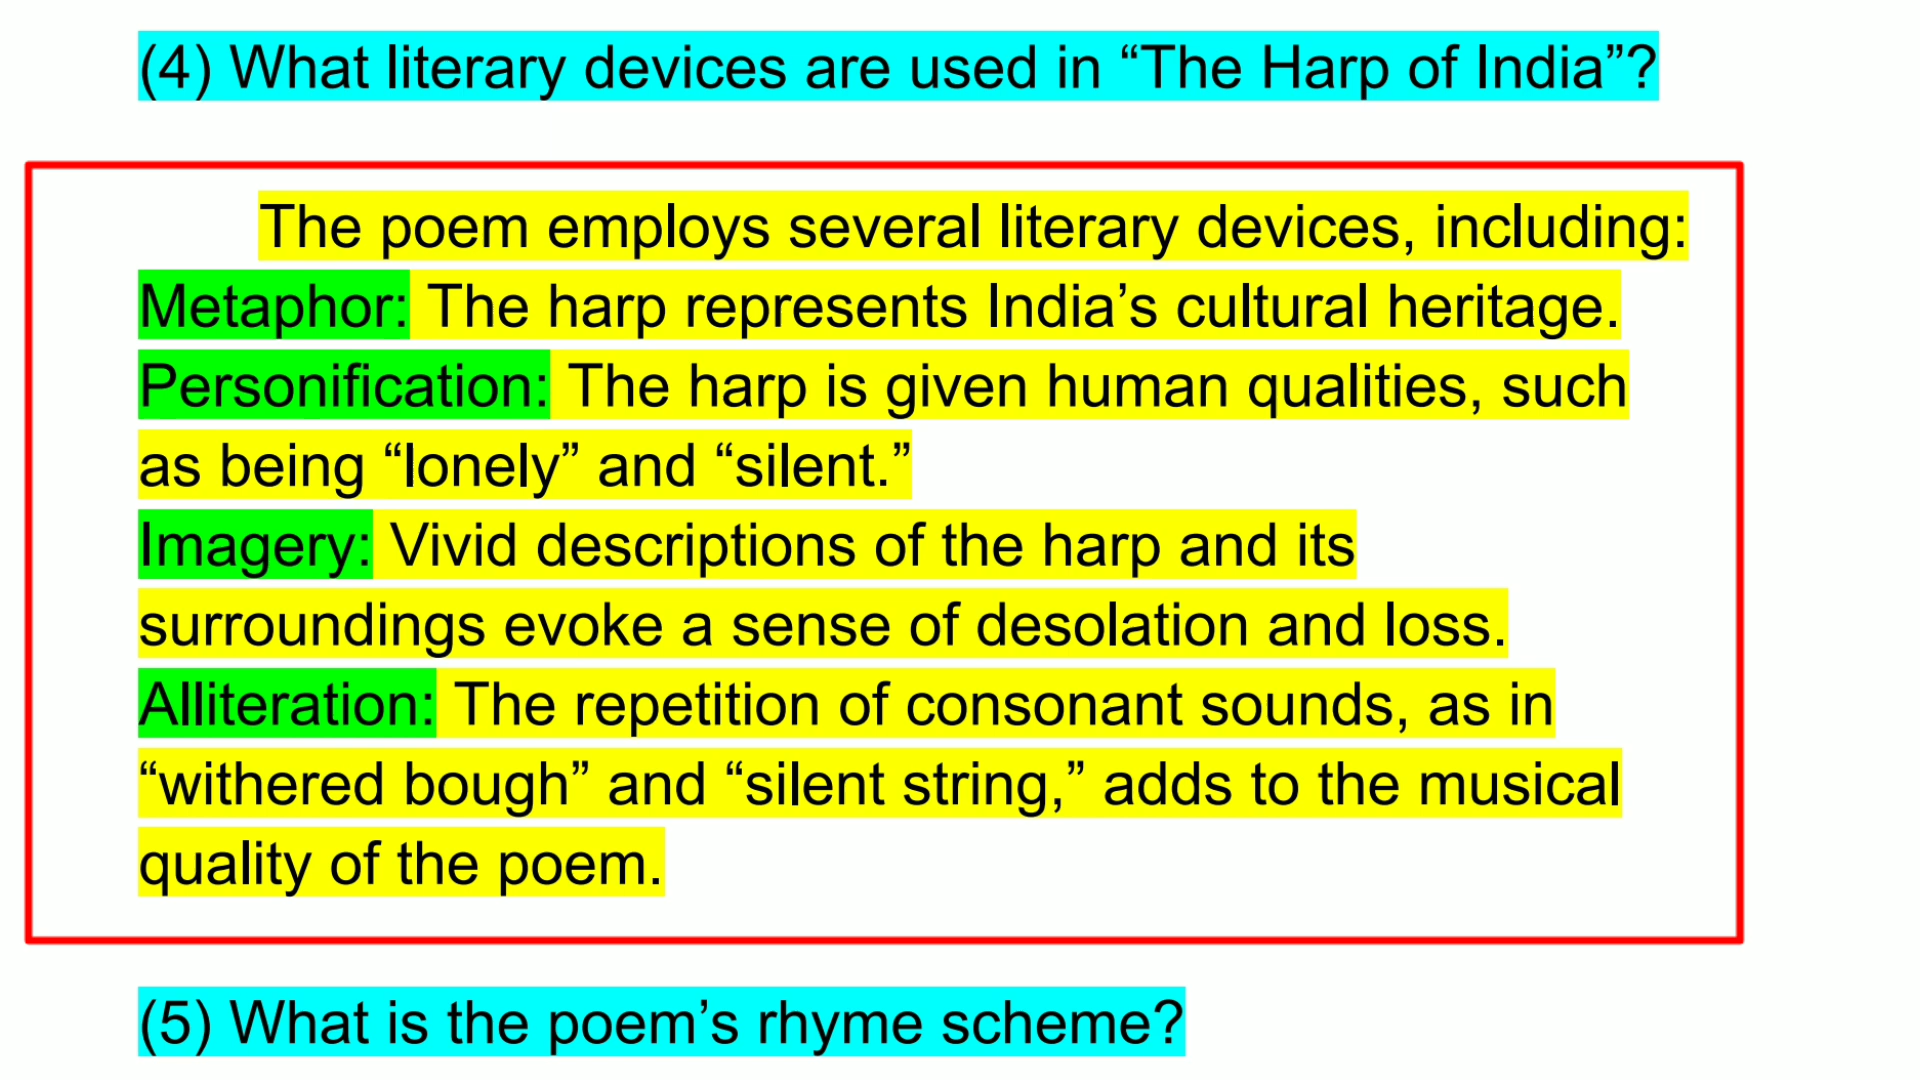 (4) What literary devices are used in “The Harp of India”?
The poem employs several literary devices, including:
Metaphor: The harp represents India’s cultural heritage.
Personification: The harp is given human qualities, such
as being “lonely” and “silent.”
Imagery: Vivid descriptions of the harp and its
surroundings evoke a sense of desolation and loss.
Alliteration: The repetition of consonant sounds, as in
“withered bough” and “silent string,” adds to the musical
quality of the poem.
(5) What is the poem’s rhyme scheme?